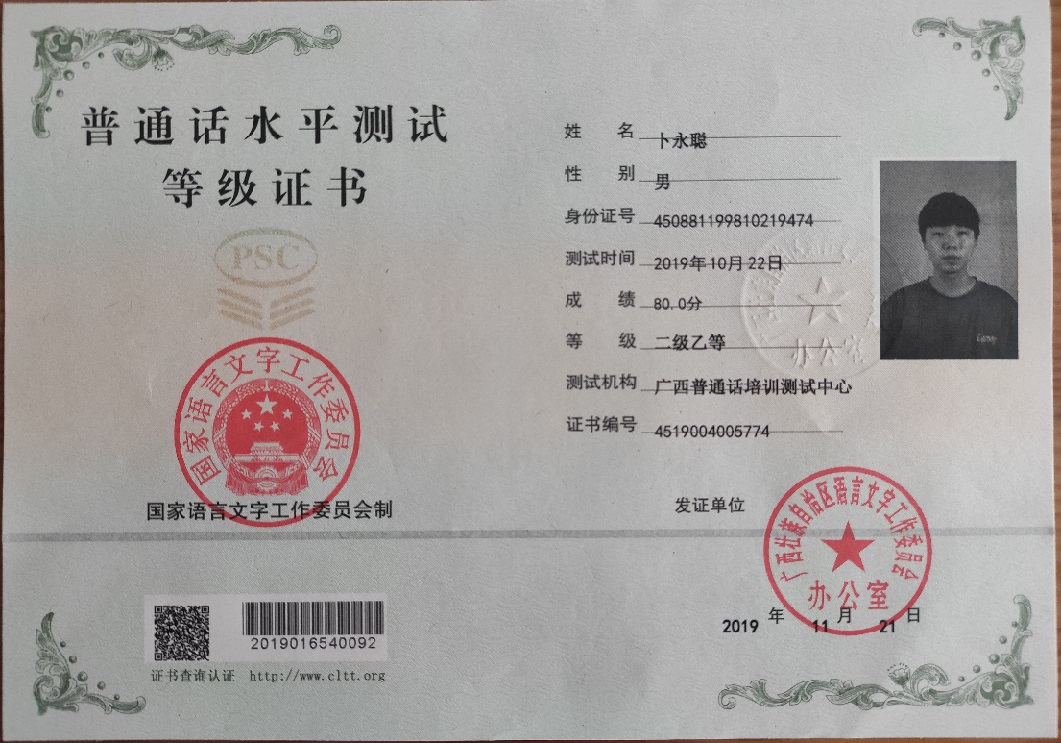 普通话水平测试
等级证书
PSC
国家语言文字工作委员会
国家语言文字工作委员会制
2019016540092
证书查询认证 http://www.cltt.org
姓 名 卜永聪
性 别 男
身份证号 450881199810219474
测试时间 2019年10月22日
成 绩 80.0分
等 级 二级乙等
测试机构 广西普通话培训测试中心
证书编号 4519004005774
办公室
发证单位
广西壮族自治区语言文字工作委员会
办公室
2019 年 11 月 21 日